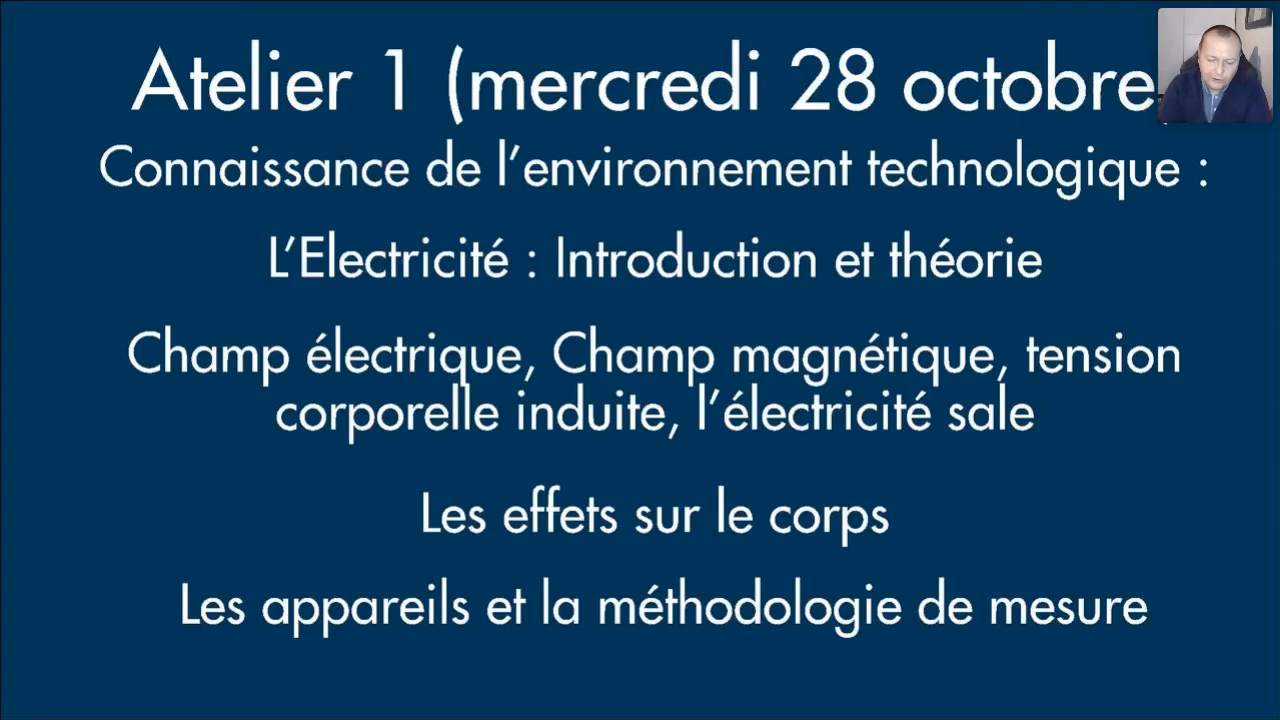 Atelier 1 (mercredi 28 octobre
Connaissance de l’environnement technologique :
L’Electricité : Introduction et théorie
Champ électrique, Champ magnétique, tension
corporelle induite, l’électricité sale
Les effets sur le corps
Les appareils et la méthodologie de mesure